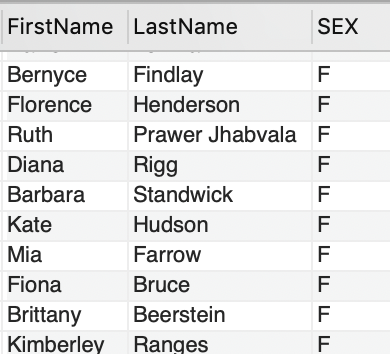 FirstName LastName SEX
Bernyce Findlay F
Florence Henderson F
Ruth Prawer Jhabvala F
Diana Rigg F
Barbara Standwick F
Kate Hudson F
Mia Farrow F
Fiona Bruce F
Brittany Beerstein F
Kimberley Ranges F